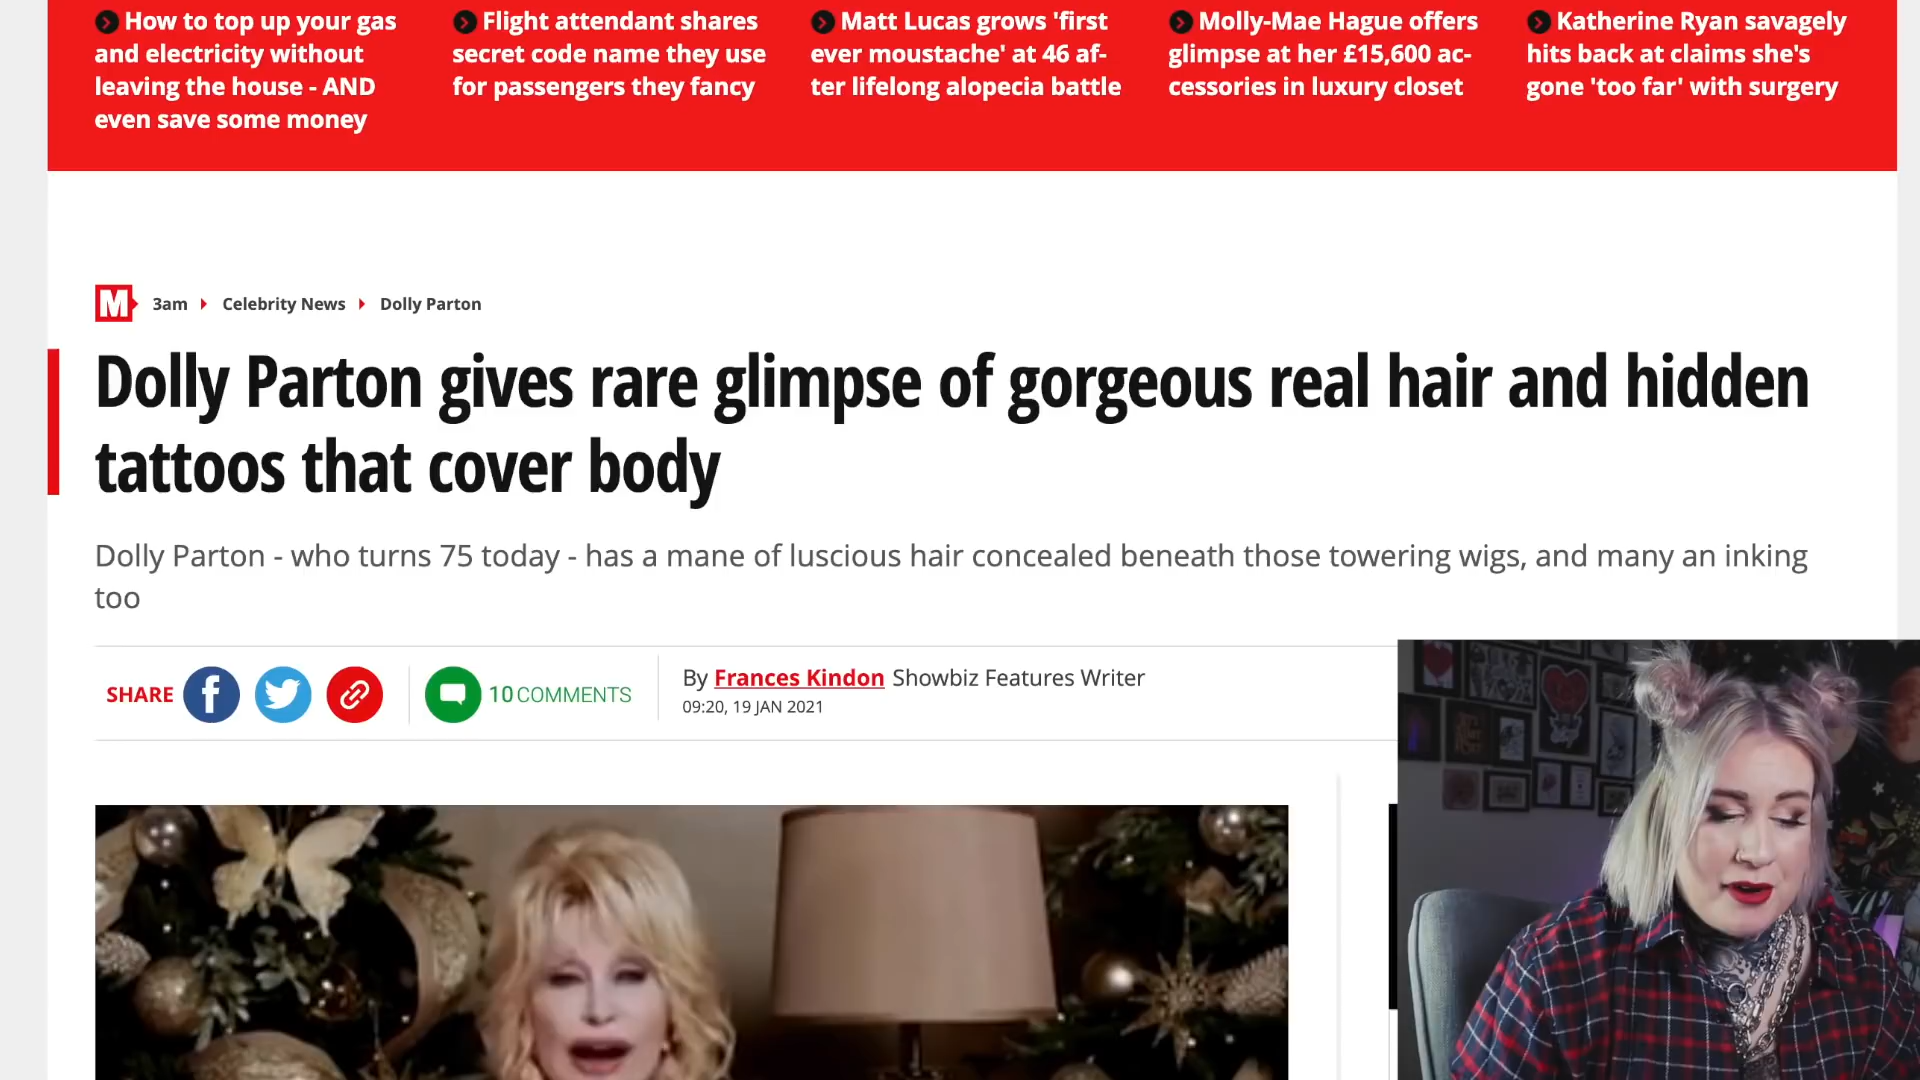 How to top up your gas
and electricity without
leaving the house - AND
even save some money
Flight attendant shares
secret code name they use
for passengers they fancy
Matt Lucas grows 'first
ever moustache' at 46 af-
ter lifelong alopecia battle
Molly-Mae Hague offers
glimpse at her £15,600 ac-
cessories in luxury closet
Katherine Ryan savagely
hits back at claims she's
gone 'too far' with surgery
M 3am Celebrity News Dolly Parton
Dolly Parton gives rare glimpse of gorgeous real hair and hidden
tattoos that cover body
Dolly Parton - who turns 75 today - has a mane of luscious hair concealed beneath those towering wigs, and many an inking
too
SHARE f 10 COMMENTS
By Frances Kindon Showbiz Features Writer
09:20, 19 JAN 2021